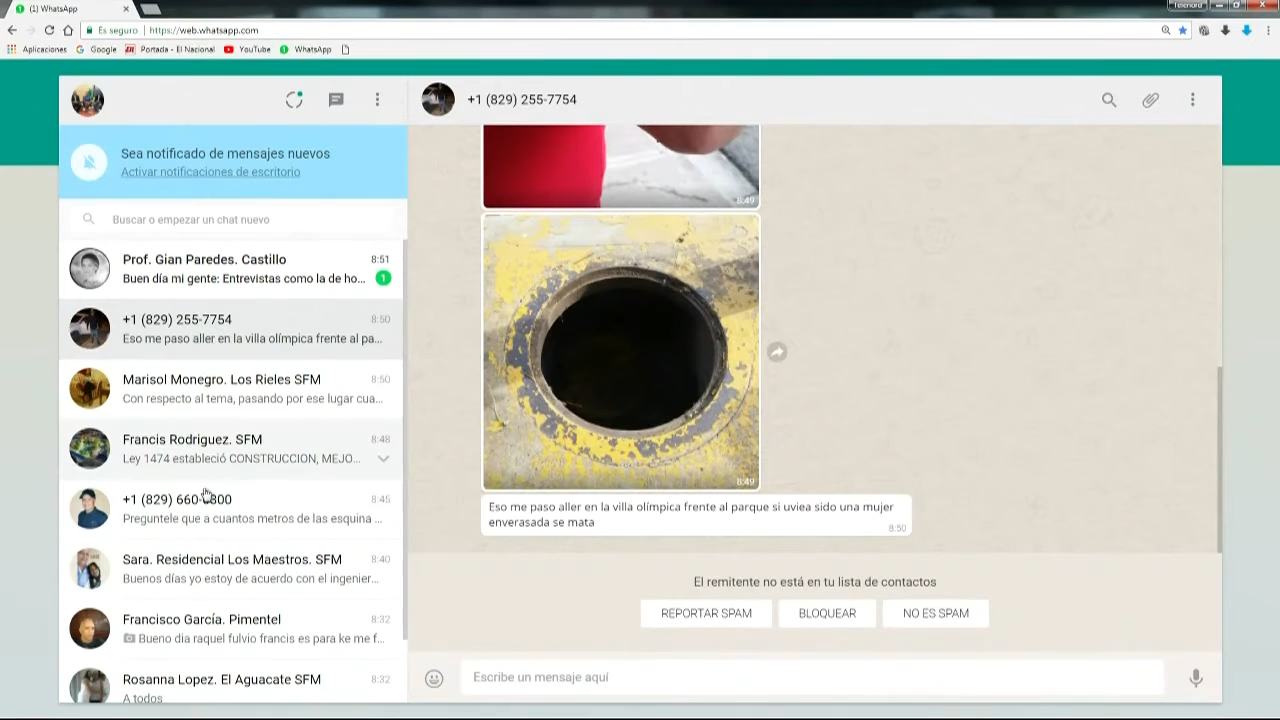 (1) WhatsApp
Telenord
Es seguro | https://web.whatsapp.com
Aplicaciones Google Portada - El Nacional YouTube WhatsApp
+1 (829) 255-7754
Sea notificado de mensajes nuevos
Activar notificaciones de escritorio
Buscar o empezar un chat nuevo
Prof. Gian Paredes. Castillo 8:51
Buen día mi gente: Entrevistas como la de ho... 1
+1 (829) 255-7754 8:50
Eso me paso aller en la villa olímpica frente al pa...
Marisol Monegro. Los Rieles SFM 8:50
Con respecto al tema, pasando por ese lugar cua...
Francis Rodriguez. SFM 8:48
Ley 1474 estableció CONSTRUCCION, MEJO...
+1 (829) 660- 800 8:45
Preguntele que a cuantos metros de las esquina ...
Sara. Residencial Los Maestros. SFM 8:40
Buenos días yo estoy de acuerdo con el ingenier...
Francisco García. Pimentel 8:32
Bueno dia raquel fulvio francis es para ke me f...
Rosanna Lopez. El Aguacate SFM 8:32
A todos
8:49
8:49
Eso me paso aller en la villa olímpica frente al parque si uviea sido una mujer
enverasada se mata
8:50
El remitente no está en tu lista de contactos
REPORTAR SPAM BLOQUEAR NO ES SPAM
Escribe un mensaje aquí